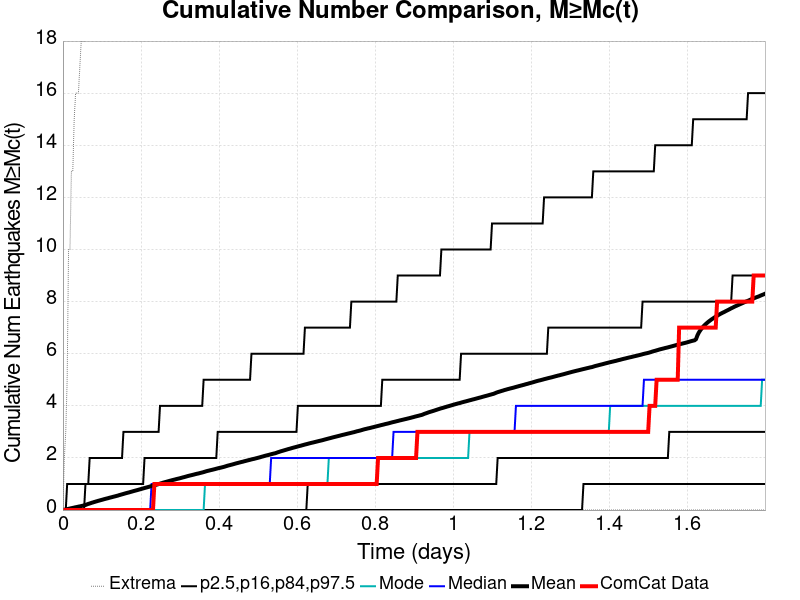 Cumulative Number Comparison, M≥Mc(t)
Cumulative Num Earthquakes M≥Mc(t)
18
16
14
12
10
8
6
4
2
0
0 0.2 0.4 0.6 0.8 1 1.2 1.4 1.6
Time (days)
Extrema p2.5,p16,p84,p97.5 Mode Median Mean ComCat Data